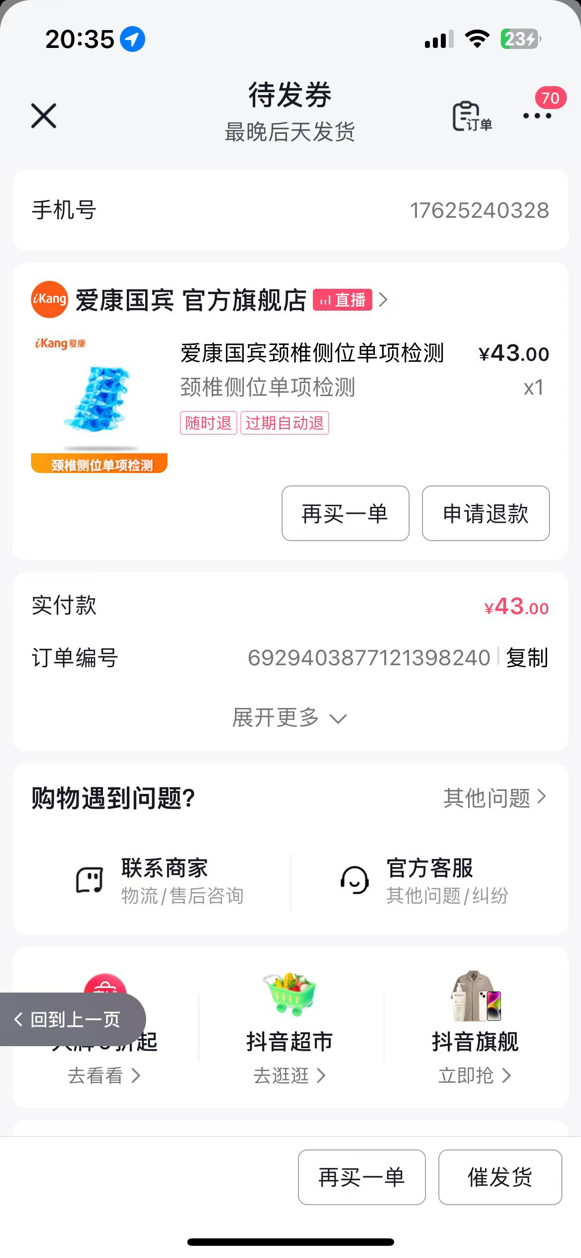 20:35
23
待发券
最晚后天发货
订单
70
手机号
17625240328
iKang
爱康国宾 官方旗舰店
直播
iKang 爱康
颈椎侧位单项检测
爱康国宾颈椎侧位单项检测
¥43.00
颈椎侧位单项检测
x1
随时退
过期自动退
再买一单
申请退款
实付款
¥43.00
订单编号
6929403877121398240
复制
展开更多
购物遇到问题?
其他问题
联系商家
物流/售后咨询
官方客服
其他问题/纠纷
回到上一页
折起
去看看
抖音超市
去逛逛
抖音旗舰
立即抢
再买一单
催发货